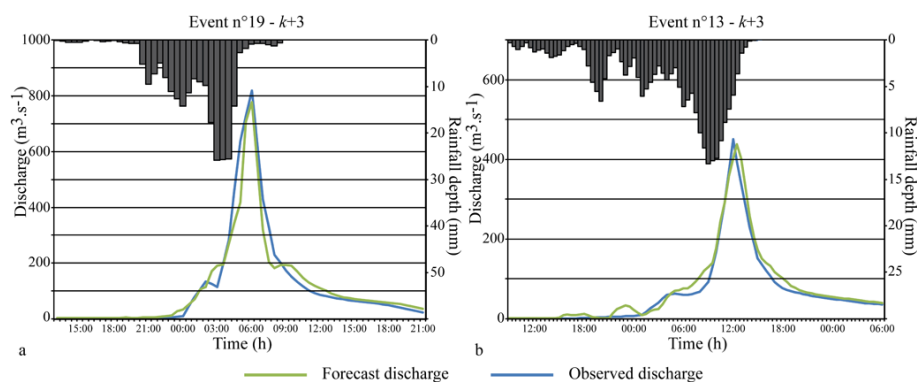 Event n°19 - k+3
Event n°13 - k+3
1000
800
600
400
200
0
Discharge (m³.s⁻¹)
0
10
20
30
40
50
Rainfall depth (mm)
15:00 18:00 21:00 00:00 03:00 06:00 09:00 12:00 15:00 18:00 21:00
Time (h)
a
600
400
200
0
Discharge (m³.s⁻¹)
0
5
10
15
20
25
Rainfall depth (mm)
12:00 18:00 00:00 06:00 12:00 18:00 00:00 06:00
Time (h)
b
Forecast discharge
Observed discharge